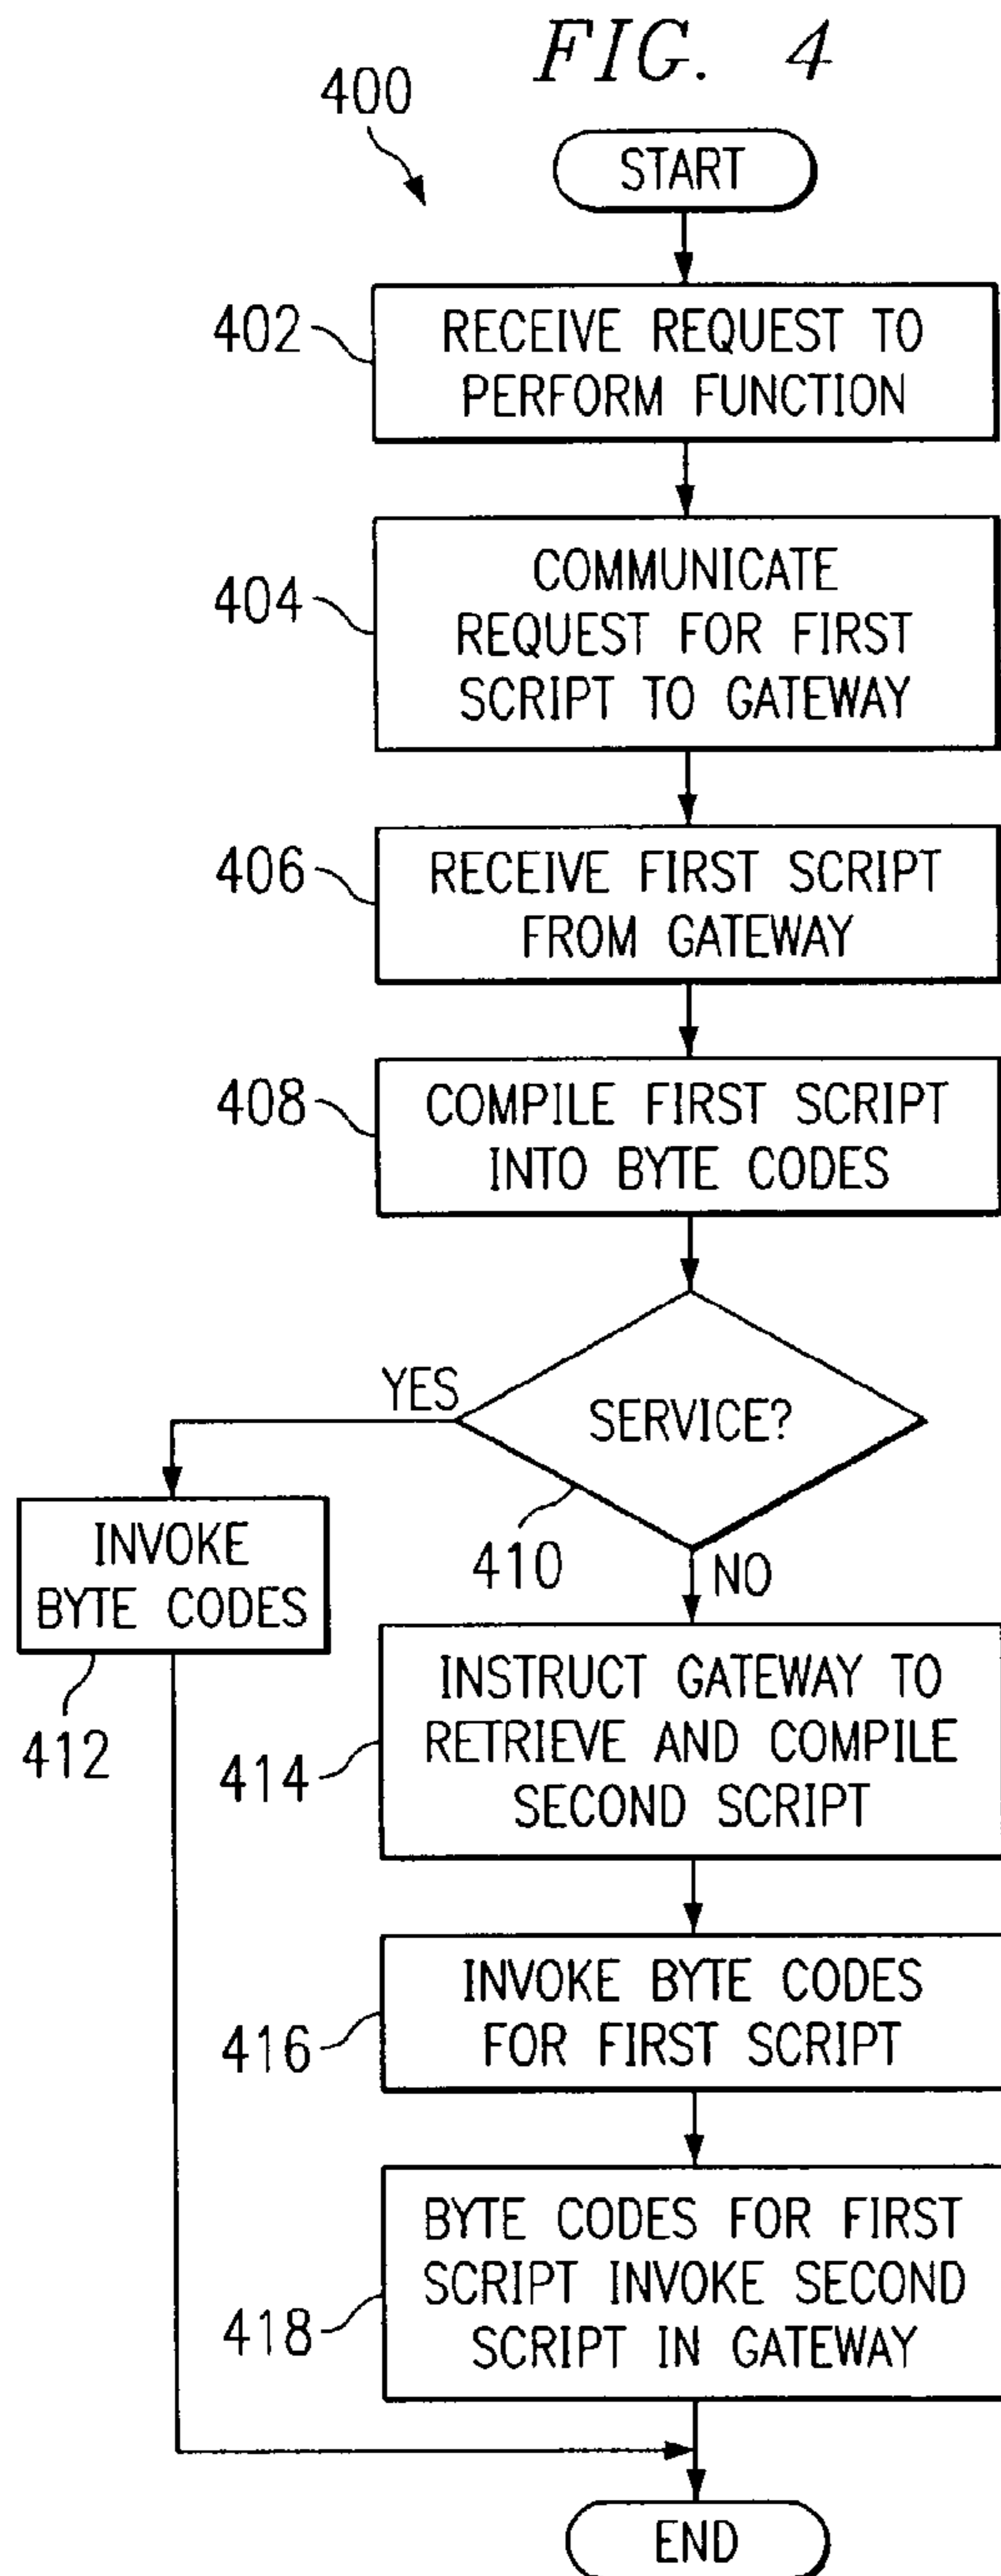 FIG. 4
400
START
402
RECEIVE REQUEST TO
PERFORM FUNCTION
404
COMMUNICATE
REQUEST FOR FIRST
SCRIPT TO GATEWAY
406
RECEIVE FIRST SCRIPT
FROM GATEWAY
408
COMPILE FIRST SCRIPT
INTO BYTE CODES
YES
SERVICE?
410
NO
INVOKE
BYTE CODES
412
414
INSTRUCT GATEWAY TO
RETRIEVE AND COMPILE
SECOND SCRIPT
416
INVOKE BYTE CODES
FOR FIRST SCRIPT
418
BYTE CODES FOR FIRST
SCRIPT INVOKE SECOND
SCRIPT IN GATEWAY
END